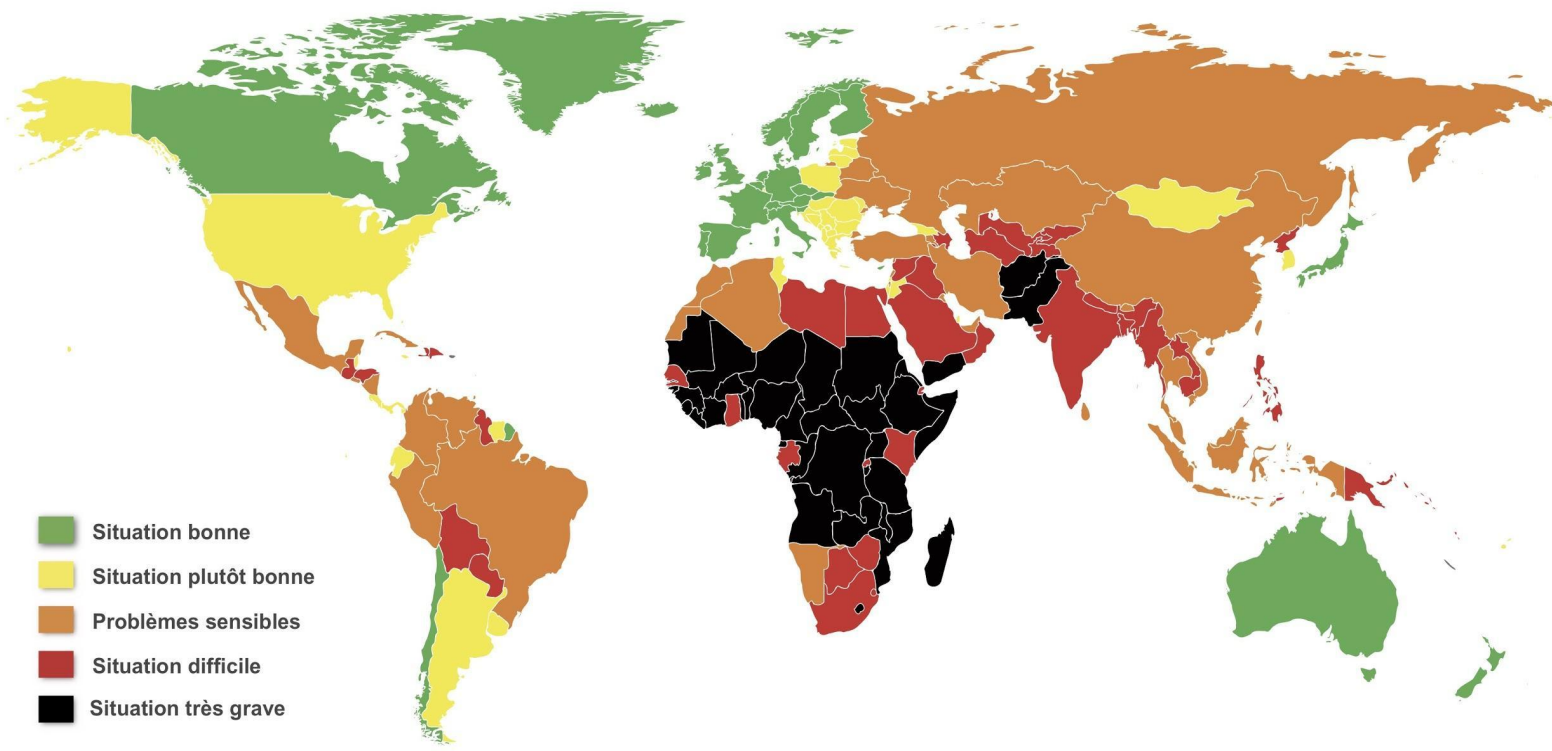 Situation bonne
Situation plutôt bonne
Problèmes sensibles
Situation difficile
Situation très grave